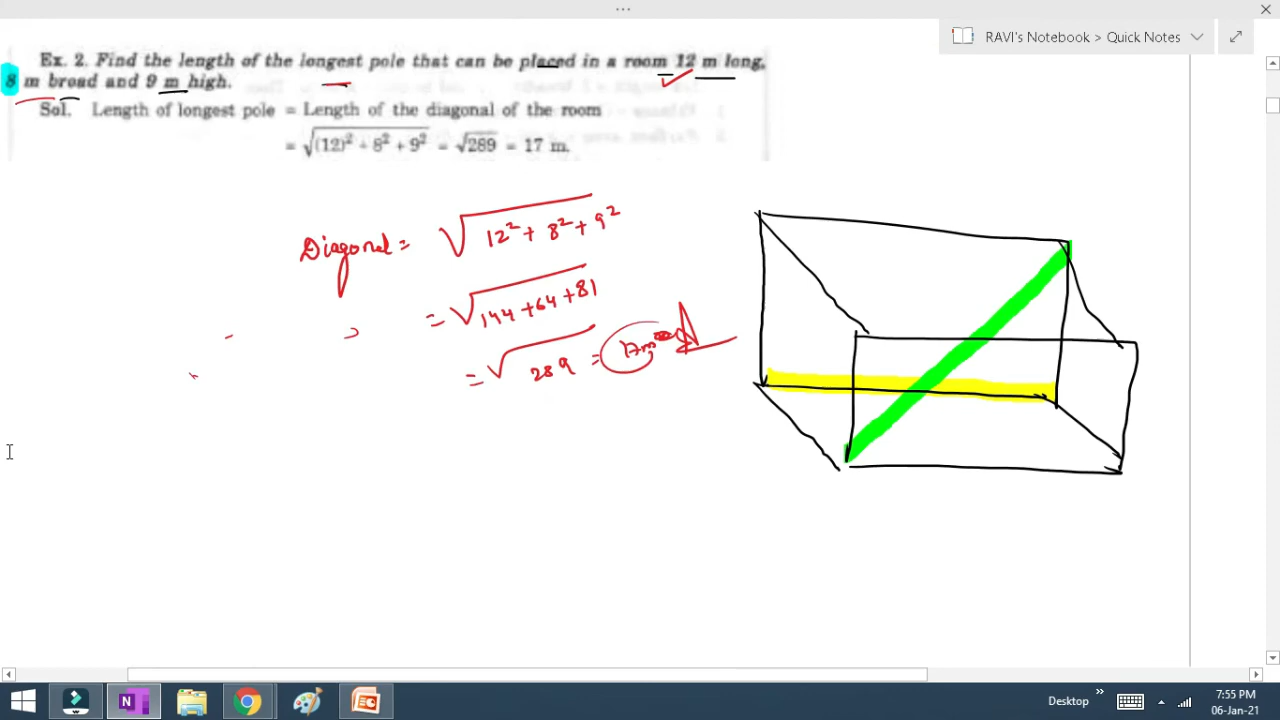 RAVI's Notebook > Quick Notes
Ex. 2. Find the length of the longest pole that can be placed in a room 12 m long,
8 m broad and 9 m high.
Sol. Length of longest pole = Length of the diagonal of the room
= √(12)² + 8² + 9² = √289 = 17 m.
Diagonal = √12² + 8² + 9²
= √144 + 64 + 81
= √289 = 17m
Desktop
7:55 PM
06-Jan-21